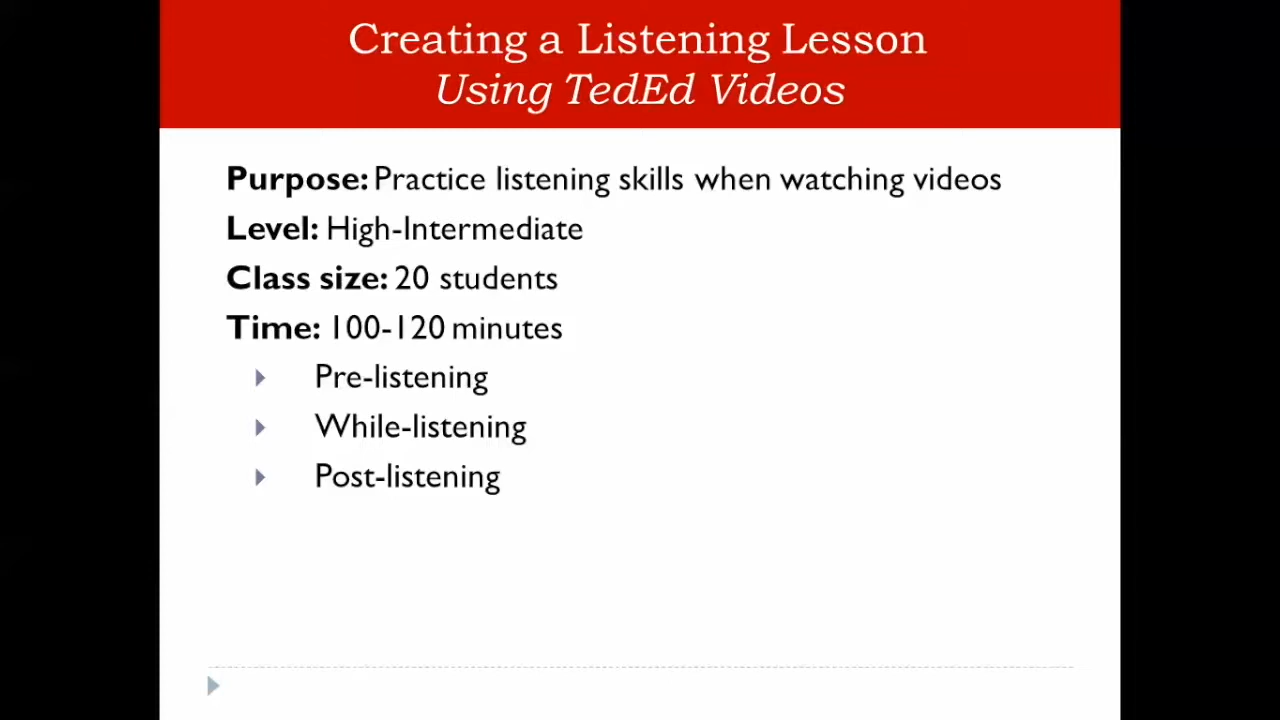 Creating a Listening Lesson
Using TedEd Videos
Purpose: Practice listening skills when watching videos
Level: High-Intermediate
Class size: 20 students
Time: 100-120 minutes
Pre-listening
While-listening
Post-listening